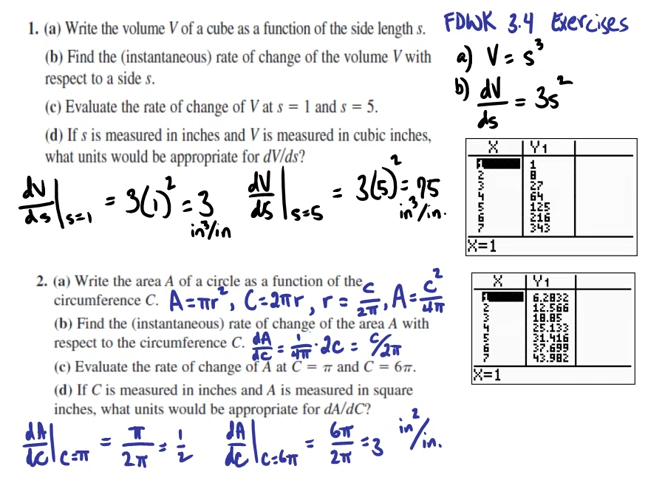 1. (a) Write the volume V of a cube as a function of the side length s.
FDWK 3.4 Exercises
(b) Find the (instantaneous) rate of change of the volume V with
respect to a side s.
a) V = s³
b) dV/ds = 3s²
(c) Evaluate the rate of change of V at s = 1 and s = 5.
(d) If s is measured in inches and V is measured in cubic inches,
what units would be appropriate for dV/ds?
dV/ds|s=1 = 3(1)² = 3 in³/in
dV/ds|s=5 = 3(5)² = 75 in³/in.
X Y1
1 1
2 8
3 27
4 64
5 125
6 216
7 343
X=1
2. (a) Write the area A of a circle as a function of the
circumference C. A=πr², C=2πr, r = C/2π, A = C²/4π
(b) Find the (instantaneous) rate of change of the area A with
respect to the circumference C. dA/dC = 1/4π · 2C = C/2π
(c) Evaluate the rate of change of A at C = π and C = 6π.
(d) If C is measured in inches and A is measured in square
inches, what units would be appropriate for dA/dC?
dA/dC|C=π = π/2π = 1/2
dA/dC|C=6π = 6π/2π = 3 in²/in.
X Y1
1 6.2832
2 12.566
3 18.85
4 25.133
5 31.416
6 37.699
7 43.982
X=1